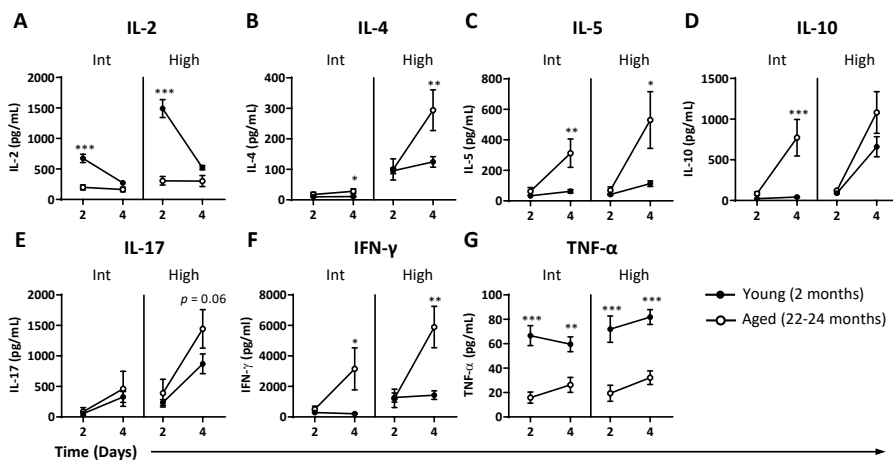 A
IL-2
Int
High
IL-2 (pg/mL)
2000
1500
1000
500
0
***
***
2
4
2
4
B
IL-4
Int
High
IL-4 (pg/mL)
400
300
200
100
0
*
**
2
4
2
4
C
IL-5
Int
High
IL-5 (pg/mL)
800
600
400
200
0
**
*
2
4
2
4
D
IL-10
Int
High
IL-10 (pg/mL)
1500
1000
500
0
***
2
4
2
4
E
IL-17
Int
High
IL-17 (pg/mL)
2000
1500
1000
500
0
p = 0.06
2
4
2
4
F
IFN-γ
Int
High
IFN-γ (pg/ml)
8000
6000
4000
2000
0
*
**
2
4
2
4
G
TNF-α
Int
High
TNF-α (pg/mL)
100
80
60
40
20
0
***
**
***
***
2
4
2
4
Young (2 months)
Aged (22-24 months)
Time (Days)